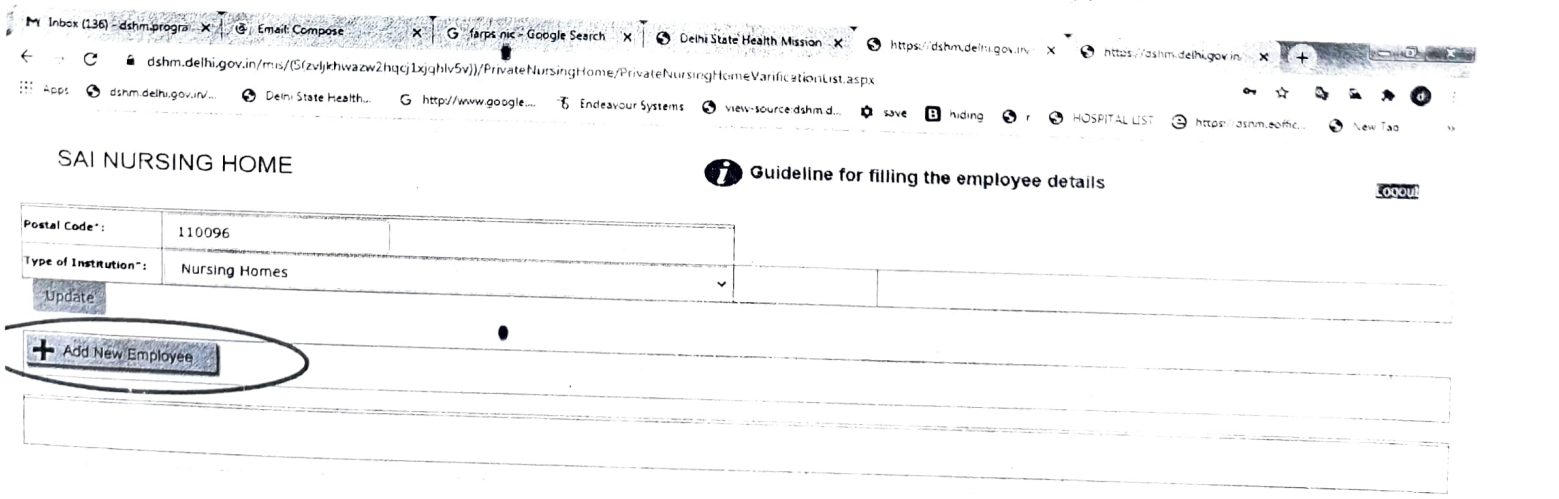 Inbox (136) - dshm.progra × Email: Compose × G farps nic - Google Search × Delhi State Health Mission × https://dshm.delhi.gov.in × https://dshm.delhi.gov.in × +
dshm.delhi.gov.in/mis/(S(zvljkhwazw2hqcj1xjqhlv5v))/PrivateNursingHome/PrivateNursingHomeVarificationList.aspx
Apps dshm.delhi.gov.in/... Delhi State Health... G http://www.google.... Endeavour Systems view-source:dshm.d... save B hiding r HOSPITAL LIST https://dshm.eoffic... New Tab »
SAI NURSING HOME
Guideline for filling the employee details
Logout
Postal Code*: 110096
Type of Institution*: Nursing Homes
Update
+ Add New Employee